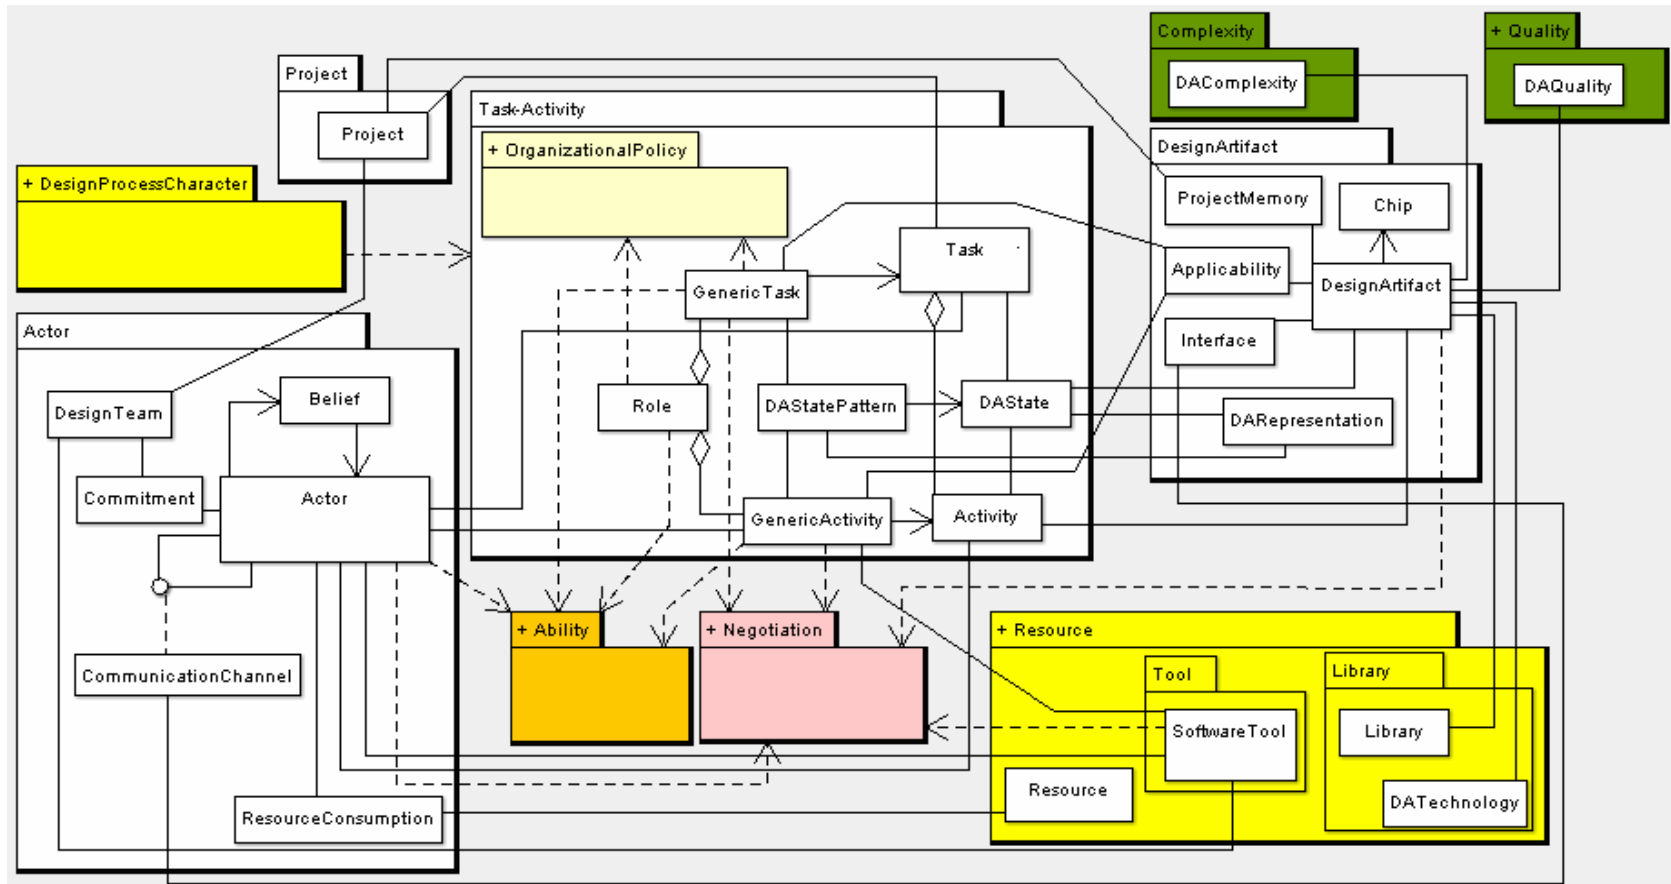 Complexity
+ Quality
DAComplexity
DAQuality
Project
Project
Task-Activity
+ OrganizationalPolicy
DesignArtifact
+ DesignProcessCharacter
ProjectMemory
Chip
Task
Applicability
GenericTask
DesignArtifact
Actor
Interface
Belief
DesignTeam
Role
DAStatePattern
DAState
DARepresentation
Commitment
Actor
GenericActivity
Activity
+ Ability
+ Negotiation
+ Resource
CommunicationChannel
Tool
Library
SoftwareTool
Library
Resource
DATechnology
ResourceConsumption